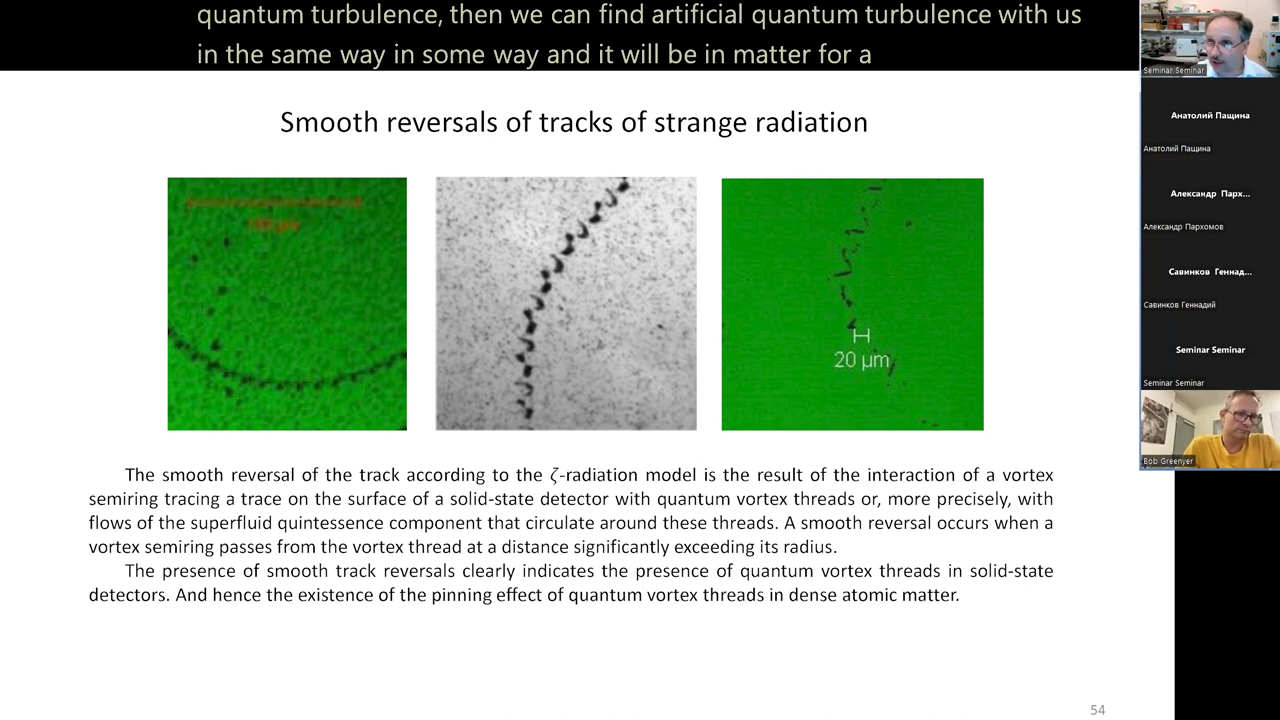 quantum turbulence, then we can find artificial quantum turbulence with us
in the same way in some way and it will be in matter for a
Smooth reversals of tracks of strange radiation
20 µm
The smooth reversal of the track according to the ζ-radiation model is the result of the interaction of a vortex
semiring tracing a trace on the surface of a solid-state detector with quantum vortex threads or, more precisely, with
flows of the superfluid quintessence component that circulate around these threads. A smooth reversal occurs when a
vortex semiring passes from the vortex thread at a distance significantly exceeding its radius.
The presence of smooth track reversals clearly indicates the presence of quantum vortex threads in solid-state
detectors. And hence the existence of the pinning effect of quantum vortex threads in dense atomic matter.
54
Seminar Seminar
Анатолий Пащина
Анатолий Пащина
Александр Парх...
Александр Пархомов
Савинков Геннад...
Савинков Геннадий
Seminar Seminar
Seminar Seminar
Bob Greenyer